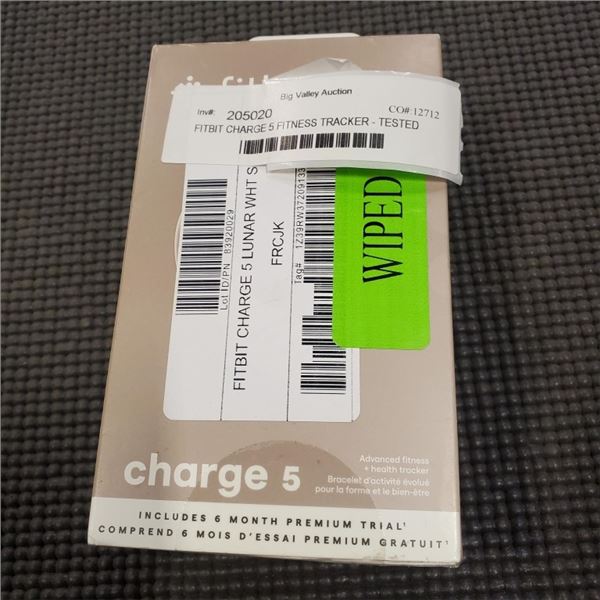 Big Valley Auction
Inv#: 205020 CO#:12712
FITBIT CHARGE 5 FITNESS TRACKER - TESTED
Lot ID/PN 83920029
FITBIT CHARGE 5 LUNAR WHT S
FRCJK
Tag# 1Z39RW37209133
WIPED
charge 5
Advanced fitness
+ health tracker
Bracelet d'activité évolué
pour la forme et le bien-être
INCLUDES 6 MONTH PREMIUM TRIAL¹
COMPREND 6 MOIS D'ESSAI PREMIUM GRATUIT¹